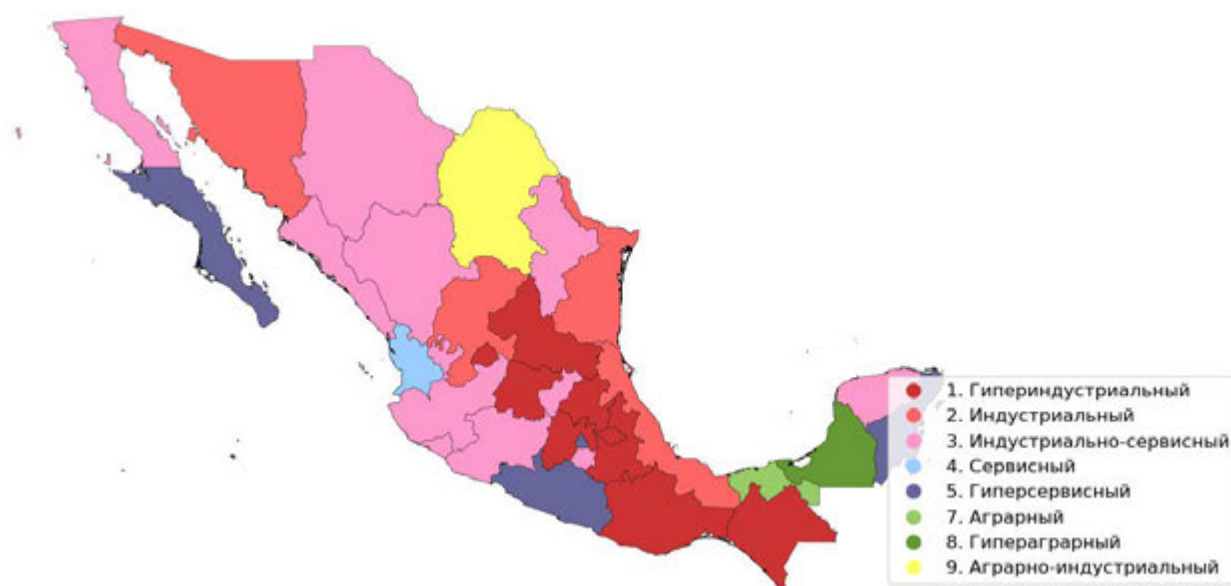 1. Гипериндустриальный
2. Индустриальный
3. Индустриально-сервисный
4. Сервисный
5. Гиперсервисный
7. Аграрный
8. Гипераграрный
9. Аграрно-индустриальный